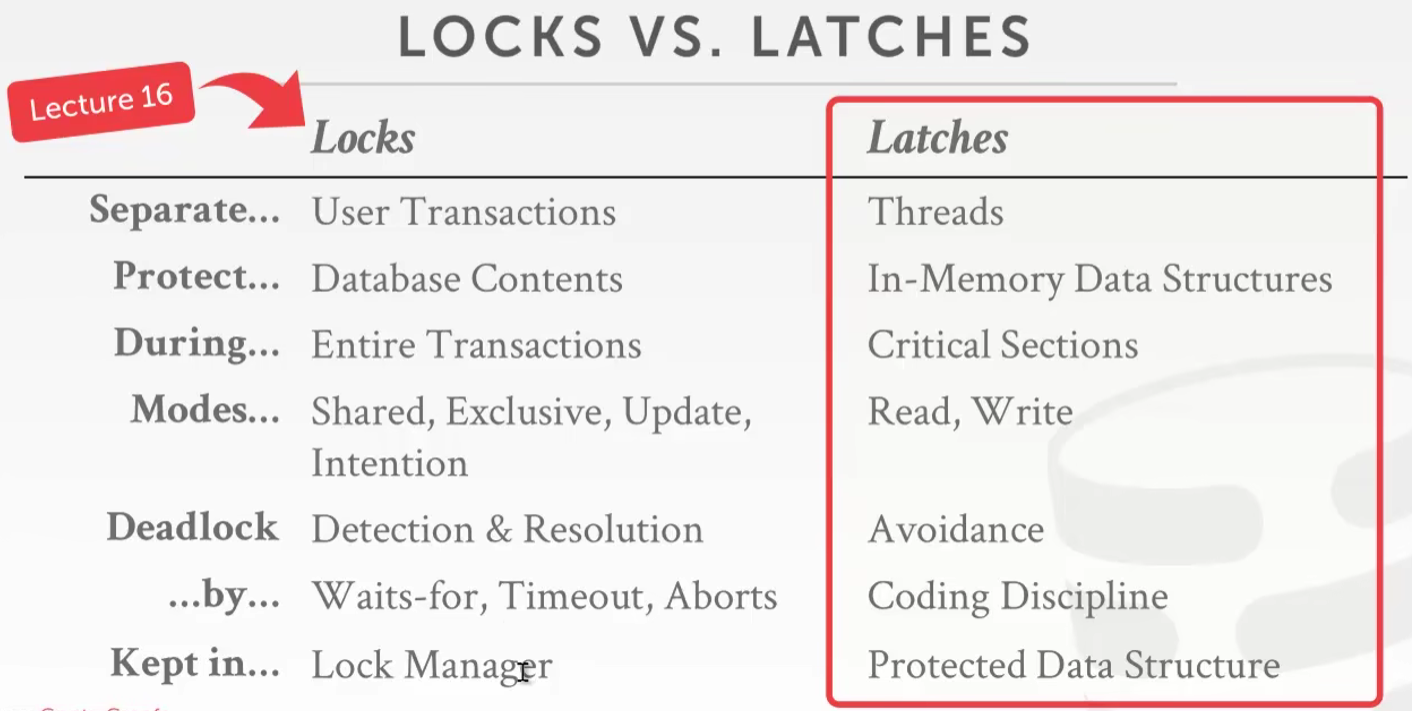 LOCKS VS. LATCHES
Lecture 16
Locks Latches
Separate... User Transactions Threads
Protect... Database Contents In-Memory Data Structures
During... Entire Transactions Critical Sections
Modes... Shared, Exclusive, Update, Read, Write
Intention
Deadlock Detection & Resolution Avoidance
...by... Waits-for, Timeout, Aborts Coding Discipline
Kept in... Lock Manager Protected Data Structure